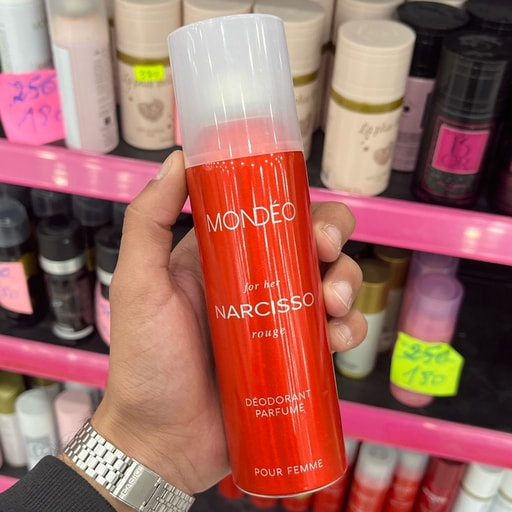 MONDÉO
for her
NARCISSO
rouge
DÉODORANT
PARFUMÉ
POUR FEMME
250
180
250
180